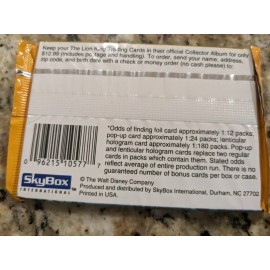 Keep your The Lion King Trading Cards in their official Collector Album for only
$12.99 (includes postage and handling). To order, send your name, address,
zip code, and birth date with a check or money order (no cash please) to:
*Odds of finding foil card approximately 1:12 packs,
pop-up card approximately 1:24 packs, lenticular
hologram card approximately 1:180 packs. Pop-up
and lenticular hologram cards replace two regular
cards in packs which contain them. Stated odds
reflect average of entire production run. There is no
guaranteed number of bonus cards per box or case.
0 96215 10577 7
SkyBox
INTERNATIONAL
© The Walt Disney Company
Produced and distributed by SkyBox International, Durham, NC 27702
Printed in USA